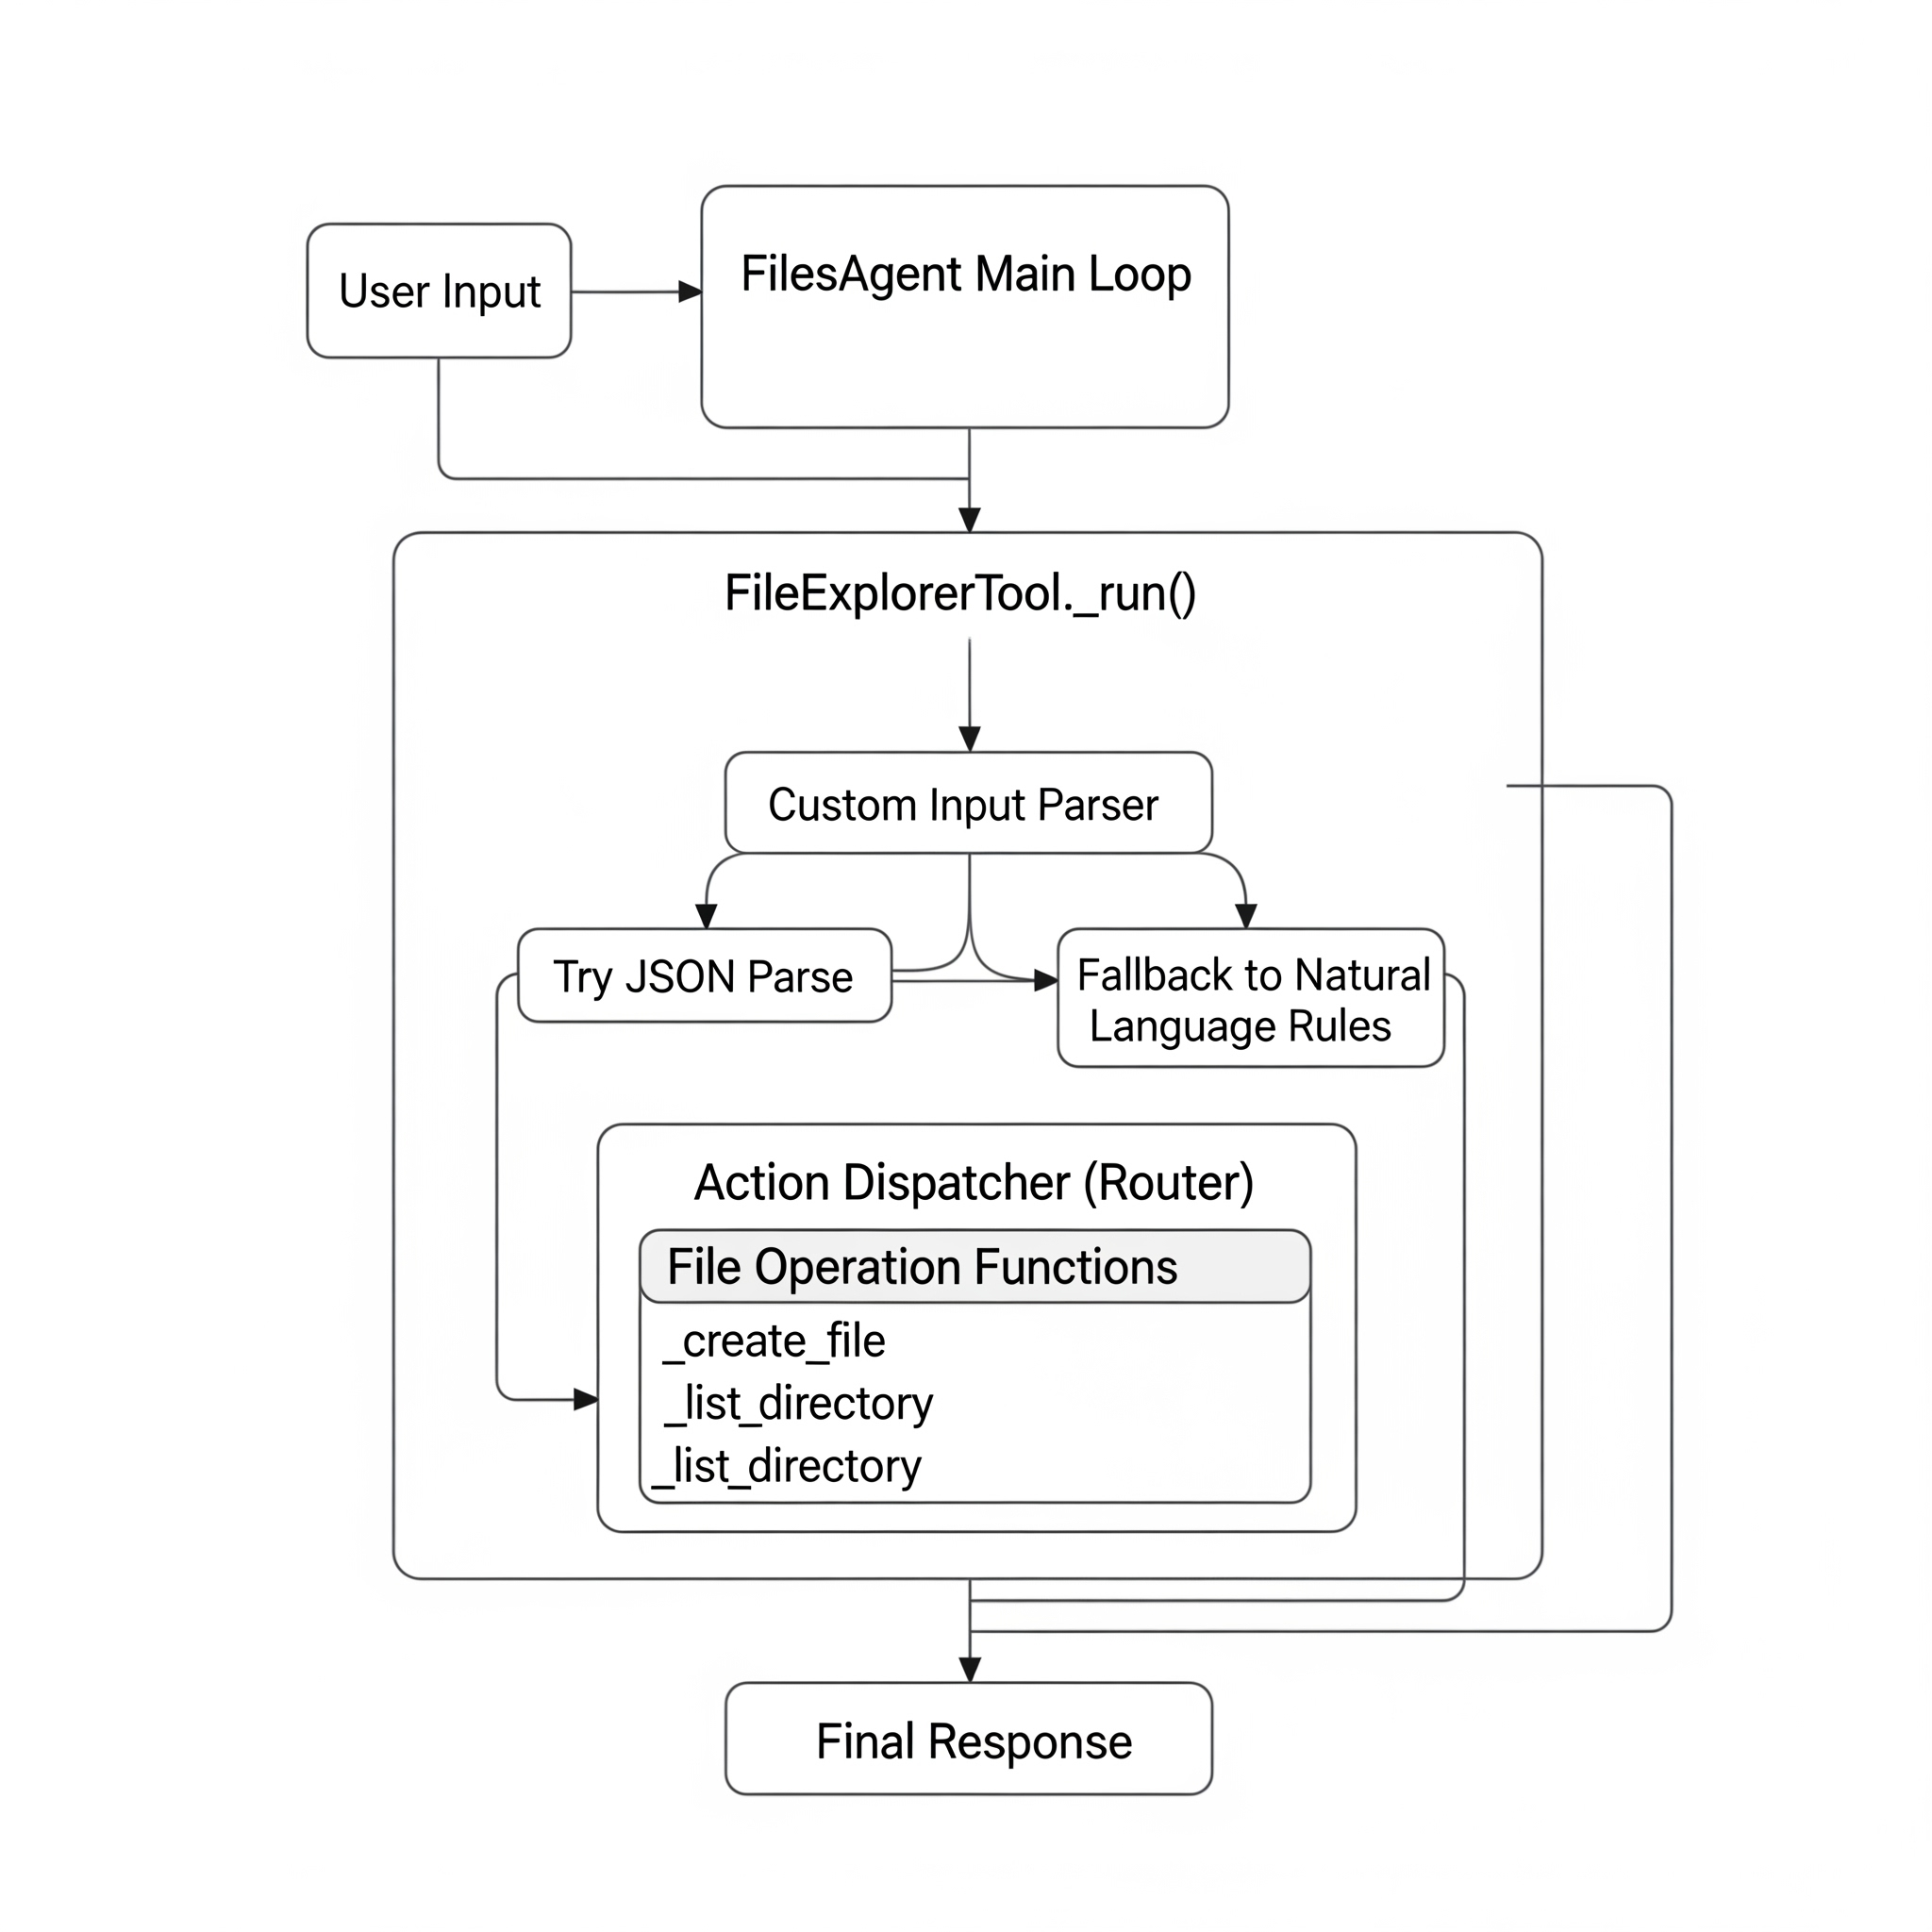 User Input
FilesAgent Main Loop
FileExplorerTool._run()
Custom Input Parser
Try JSON Parse
Fallback to Natural
Language Rules
Action Dispatcher (Router)
File Operation Functions
_create_file
_list_directory
_list_directory
Final Response